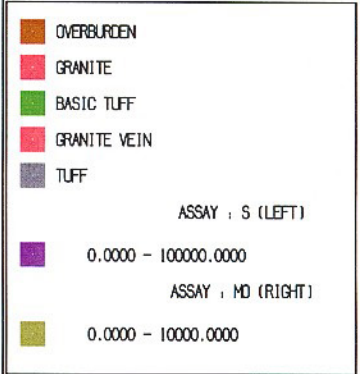 OVERBURDEN
GRANITE
BASIC TUFF
GRANITE VEIN
TUFF
ASSAY : S (LEFT)
0.0000 - 100000.0000
ASSAY : MO (RIGHT)
0.0000 - 10000.0000